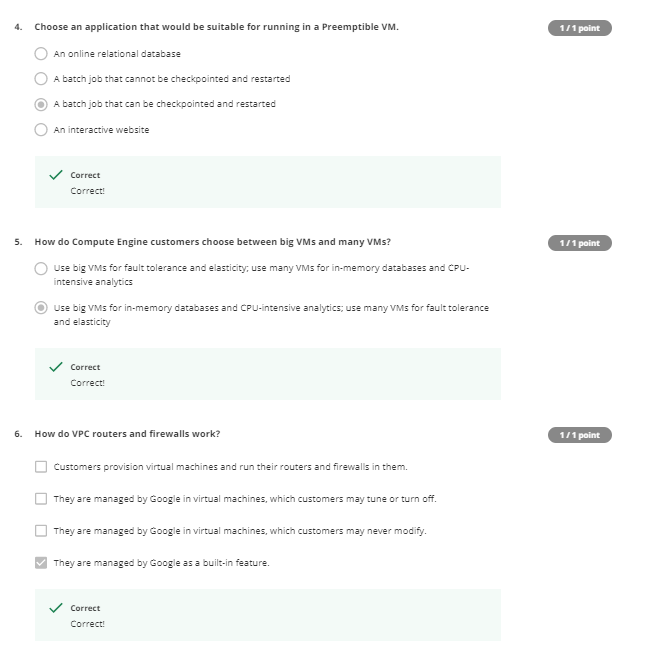 4. Choose an application that would be suitable for running in a Preemptible VM.
1 / 1 point
An online relational database
A batch job that cannot be checkpointed and restarted
A batch job that can be checkpointed and restarted
An interactive website
Correct
Correct!
5. How do Compute Engine customers choose between big VMs and many VMs?
1 / 1 point
Use big VMs for fault tolerance and elasticity; use many VMs for in-memory databases and CPU-
intensive analytics
Use big VMs for in-memory databases and CPU-intensive analytics; use many VMs for fault tolerance
and elasticity
Correct
Correct!
6. How do VPC routers and firewalls work?
1 / 1 point
Customers provision virtual machines and run their routers and firewalls in them.
They are managed by Google in virtual machines, which customers may tune or turn off.
They are managed by Google in virtual machines, which customers may never modify.
They are managed by Google as a built-in feature.
Correct
Correct!